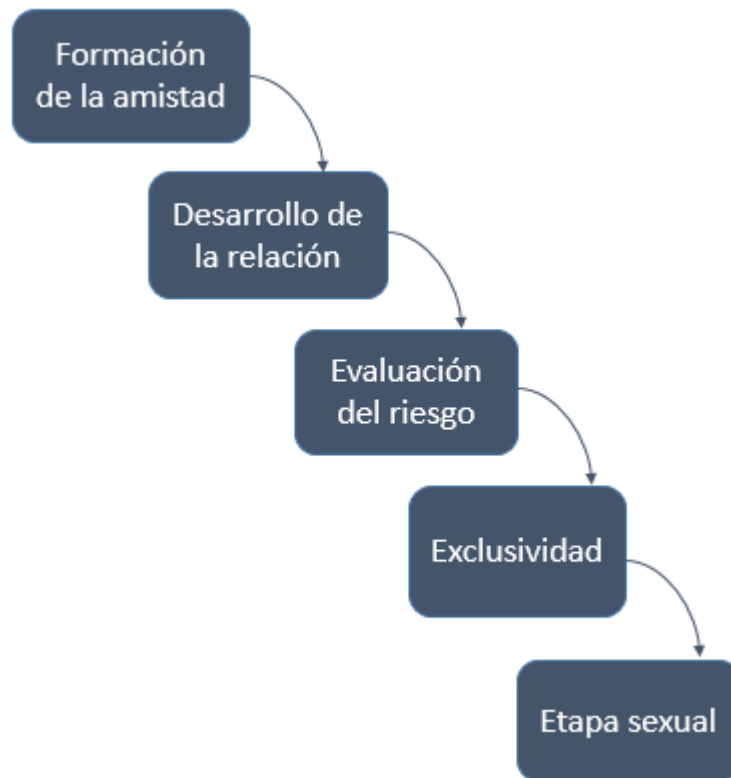 Formación
de la amistad
Desarrollo de
la relación
Evaluación
del riesgo
Exclusividad
Etapa sexual